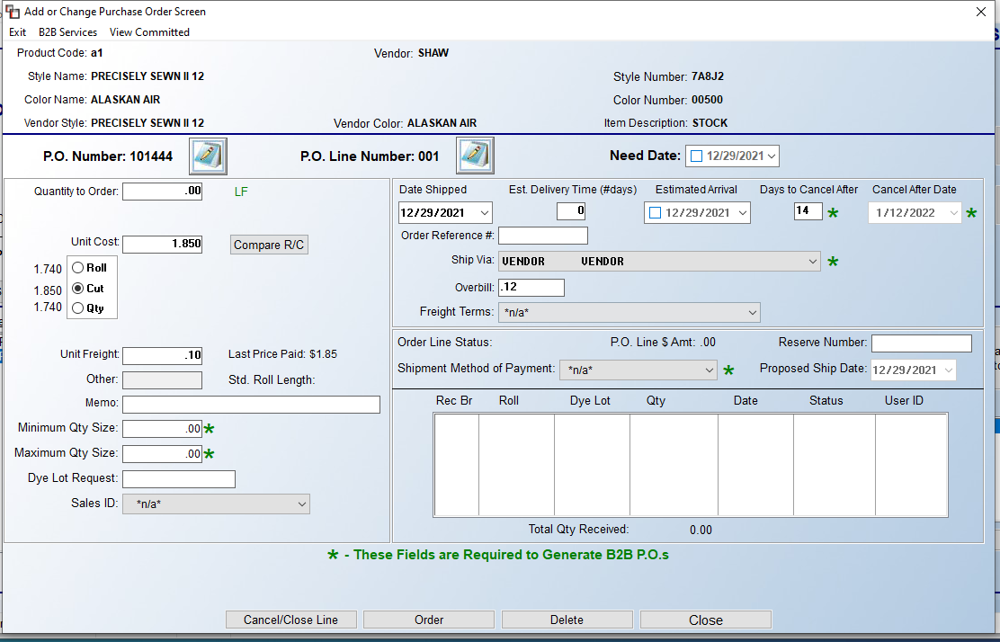 Add or Change Purchase Order Screen
Exit B2B Services View Committed
Product Code: a1 Vendor: SHAW
Style Name: PRECISELY SEWN II 12 Style Number: 7A8J2
Color Name: ALASKAN AIR Color Number: 00500
Vendor Style: PRECISELY SEWN II 12 Vendor Color: ALASKAN AIR Item Description: STOCK
P.O. Number: 101444 P.O. Line Number: 001 Need Date: 12/29/2021
Quantity to Order: .00 LF
Unit Cost: 1.850 Compare R/C
1.740 Roll
1.850 Cut
1.740 Qty
Unit Freight: .10 Last Price Paid: $1.85
Other: Std. Roll Length:
Memo:
Minimum Qty Size: .00 *
Maximum Qty Size: .00 *
Dye Lot Request:
Sales ID: *n/a*
Date Shipped Est. Delivery Time (#days) Estimated Arrival Days to Cancel After Cancel After Date
12/29/2021 0 12/29/2021 14 * 1/12/2022 *
Order Reference #:
Ship Via: VENDOR VENDOR *
Overbill: .12
Freight Terms: *n/a*
Order Line Status: P.O. Line $ Amt: .00 Reserve Number:
Shipment Method of Payment: *n/a* * Proposed Ship Date: 12/29/2021
Rec Br Roll Dye Lot Qty Date Status User ID
Total Qty Received: 0.00
* - These Fields are Required to Generate B2B P.O.s
Cancel/Close Line Order Delete Close